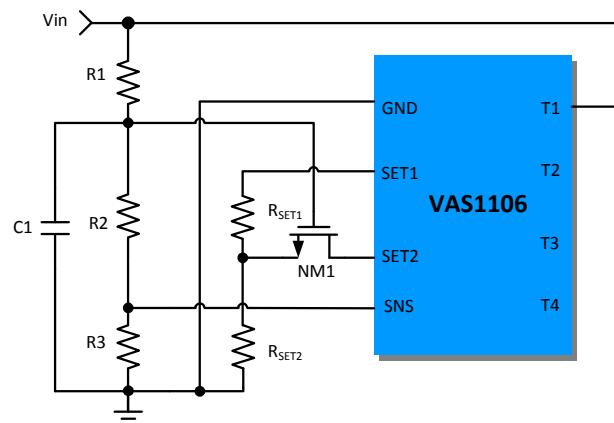 Vin
R1
GND
T1
SET1
T2
RSET1
VAS1106
C1
R2
T3
SET2
NM1
SNS
T4
R3
RSET2